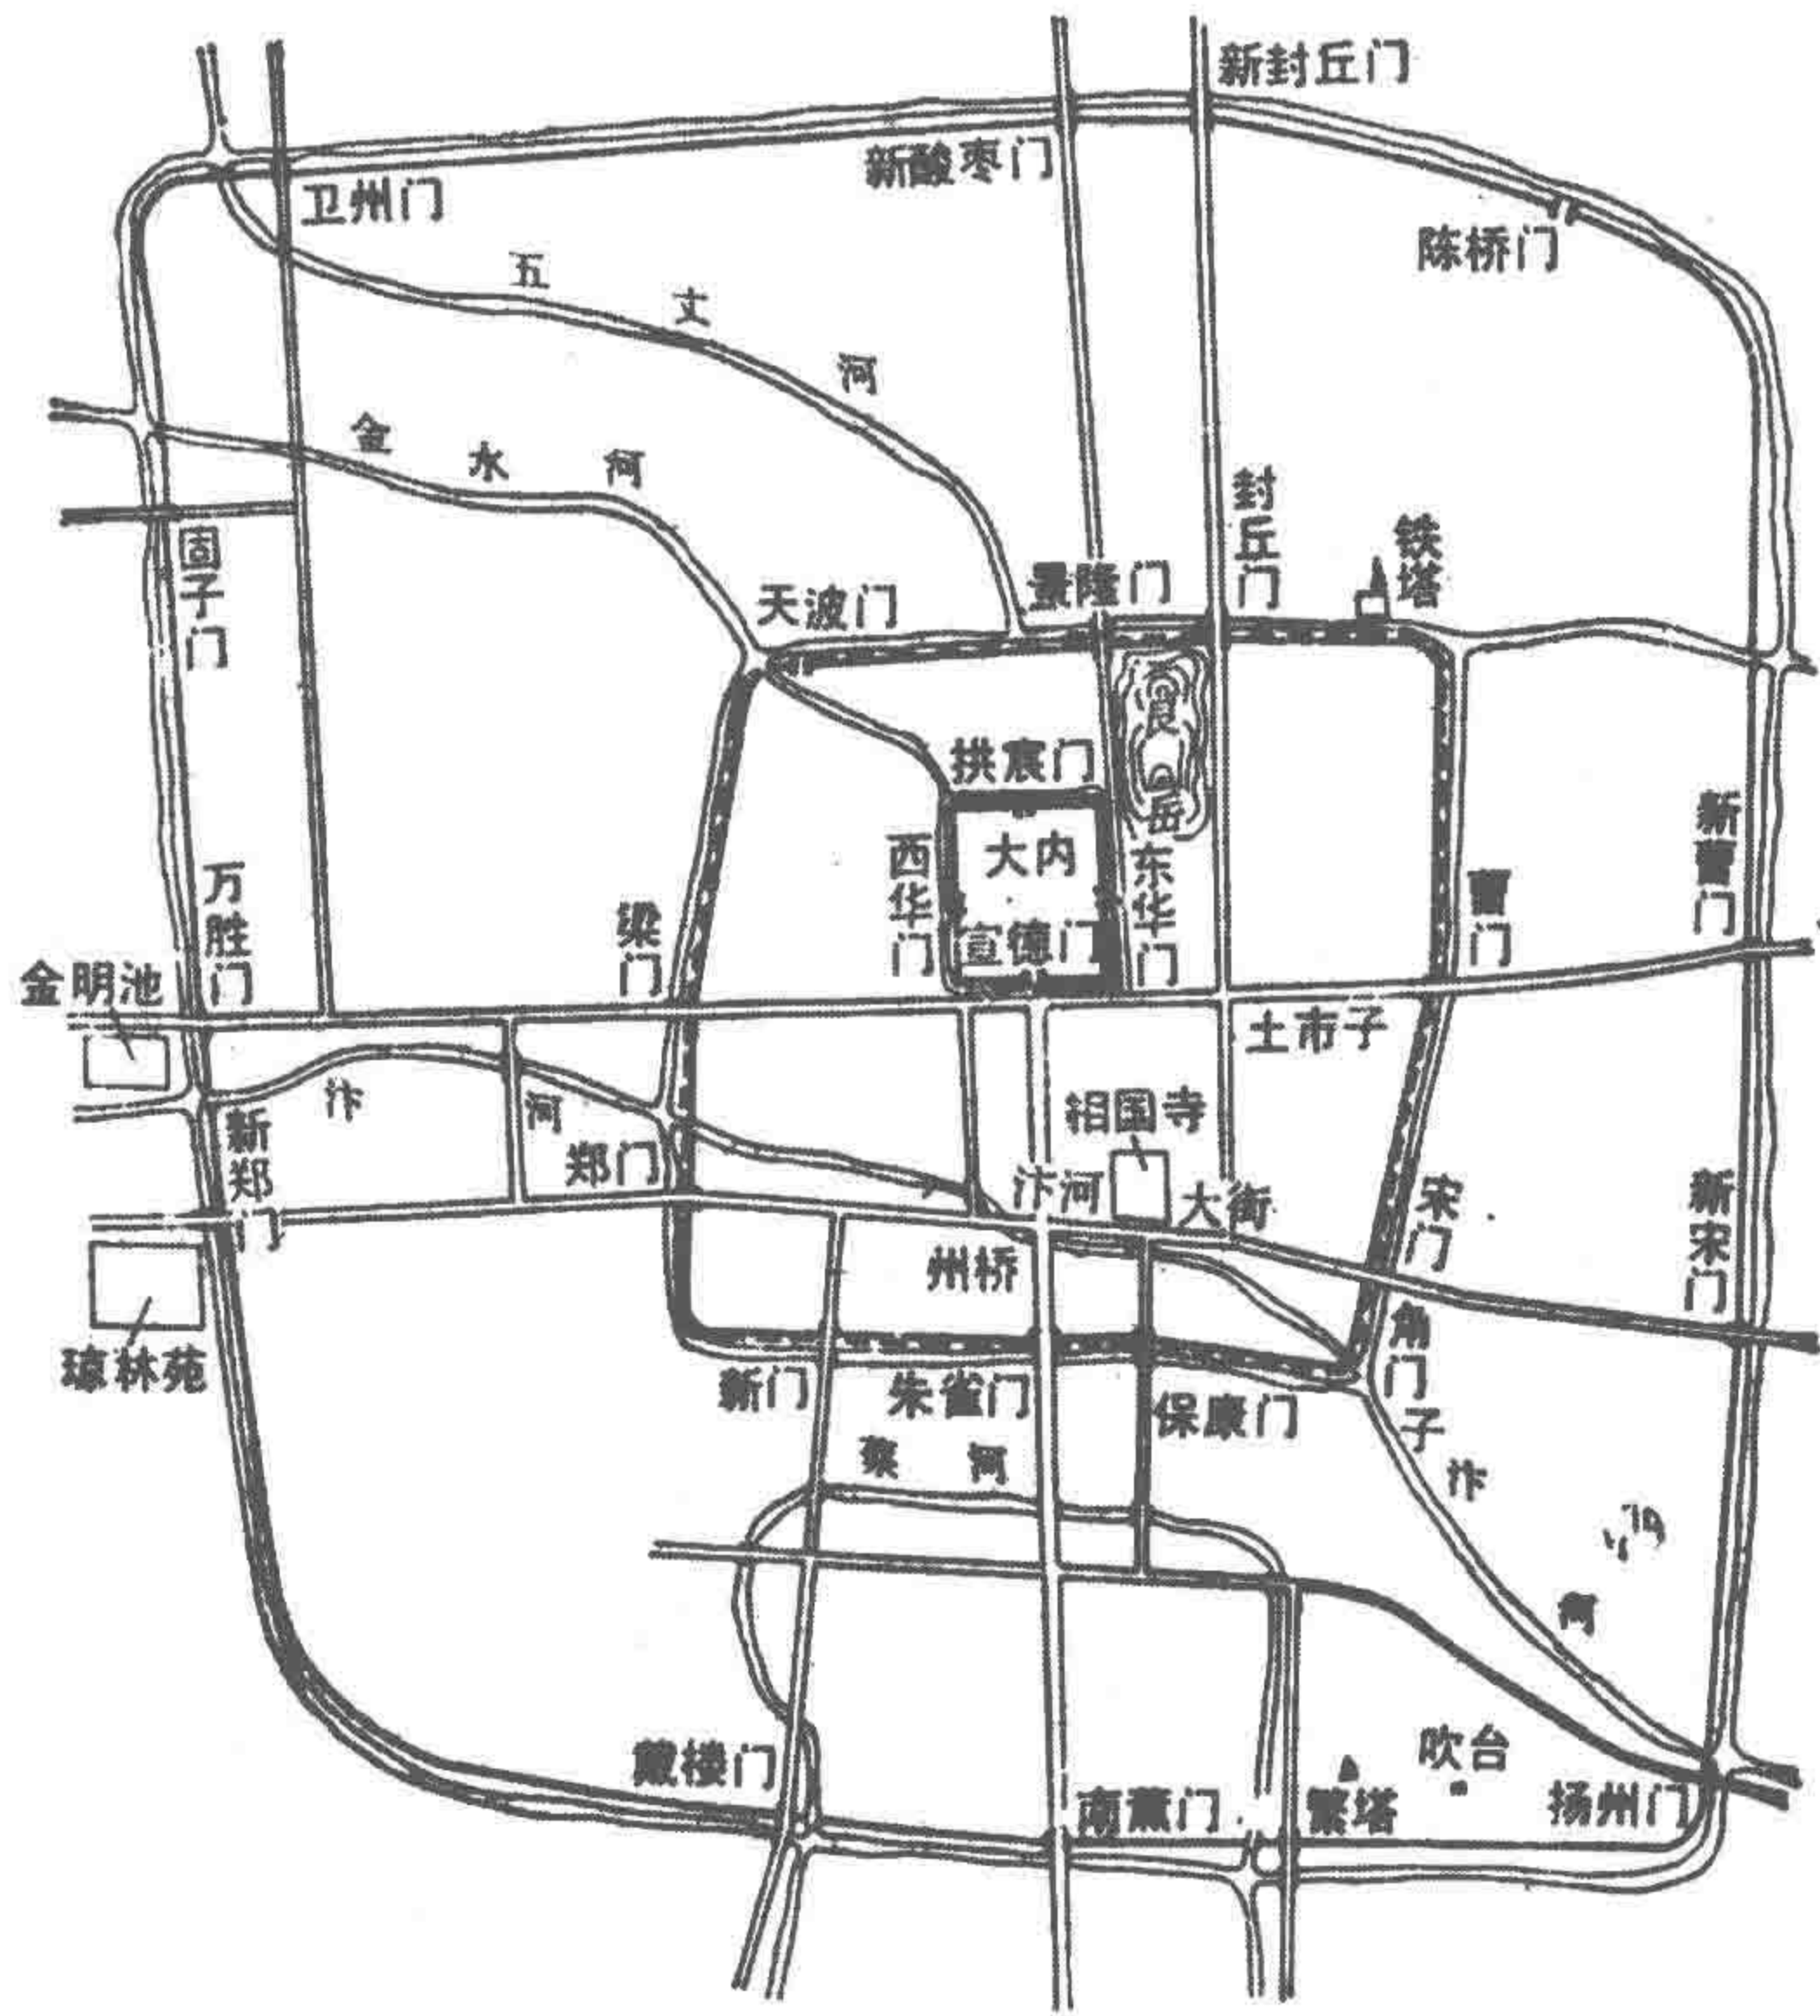 新封丘门
新酸枣门
卫州门
陈桥门
五丈河
金水河
固子门
天波门
景隆门
封丘门
铁塔
艮岳
拱宸门
大内
西华门
东华门
宣德门
万胜门
梁门
曹门
新曹门
金明池
土市子
汴河
相国寺
新郑门
郑门
汴河大街
宋门
新宋门
州桥
琼林苑
新门
朱雀门
保康门
角门子
蔡河
汴河
戴楼门
南薰门
繁塔
吹台
扬州门